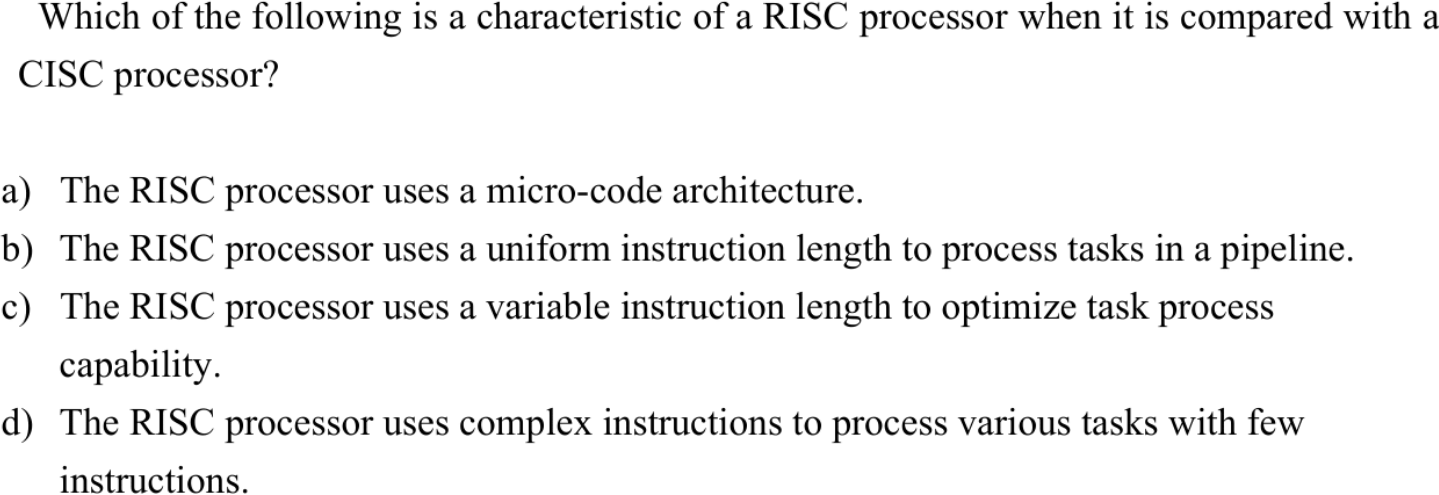 Which of the following is a characteristic of a RISC processor when it is compared with a
CISC processor?
a) The RISC processor uses a micro-code architecture.
b) The RISC processor uses a uniform instruction length to process tasks in a pipeline.
c) The RISC processor uses a variable instruction length to optimize task process
capability.
d) The RISC processor uses complex instructions to process various tasks with few
instructions.